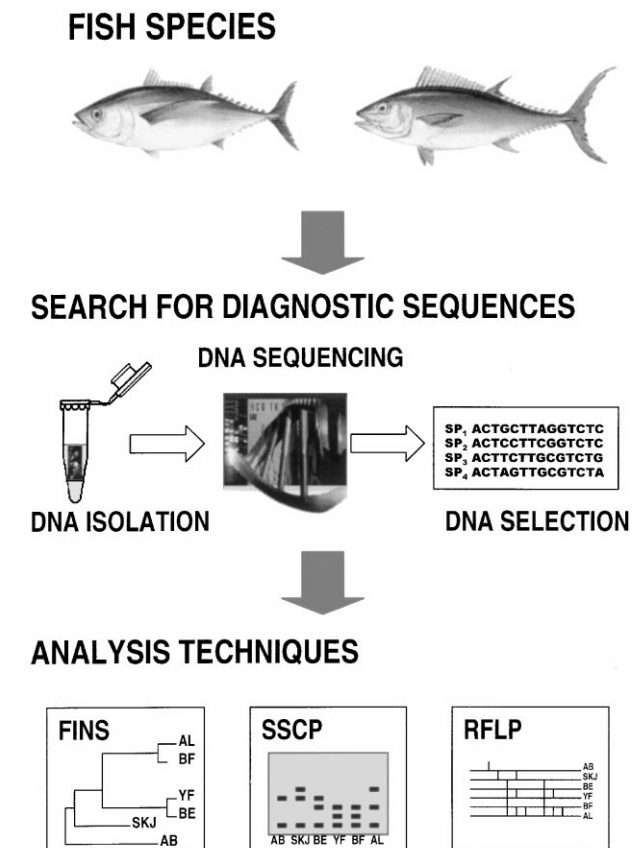 FISH SPECIES
SEARCH FOR DIAGNOSTIC SEQUENCES
DNA SEQUENCING
SP1 ACTGCTTAGGTCTC
SP2 ACTCCTTCGGTCTC
SP3 ACTTCTTGCGTCTG
SP4 ACTAGTTGCGTCTA
DNA ISOLATION
DNA SELECTION
ANALYSIS TECHNIQUES
FINS
AL
BF
YF
BE
SKJ
AB
SSCP
AB SKJ BE YF BF AL
RFLP
AB
SKJ
BE
YF
BF
AL